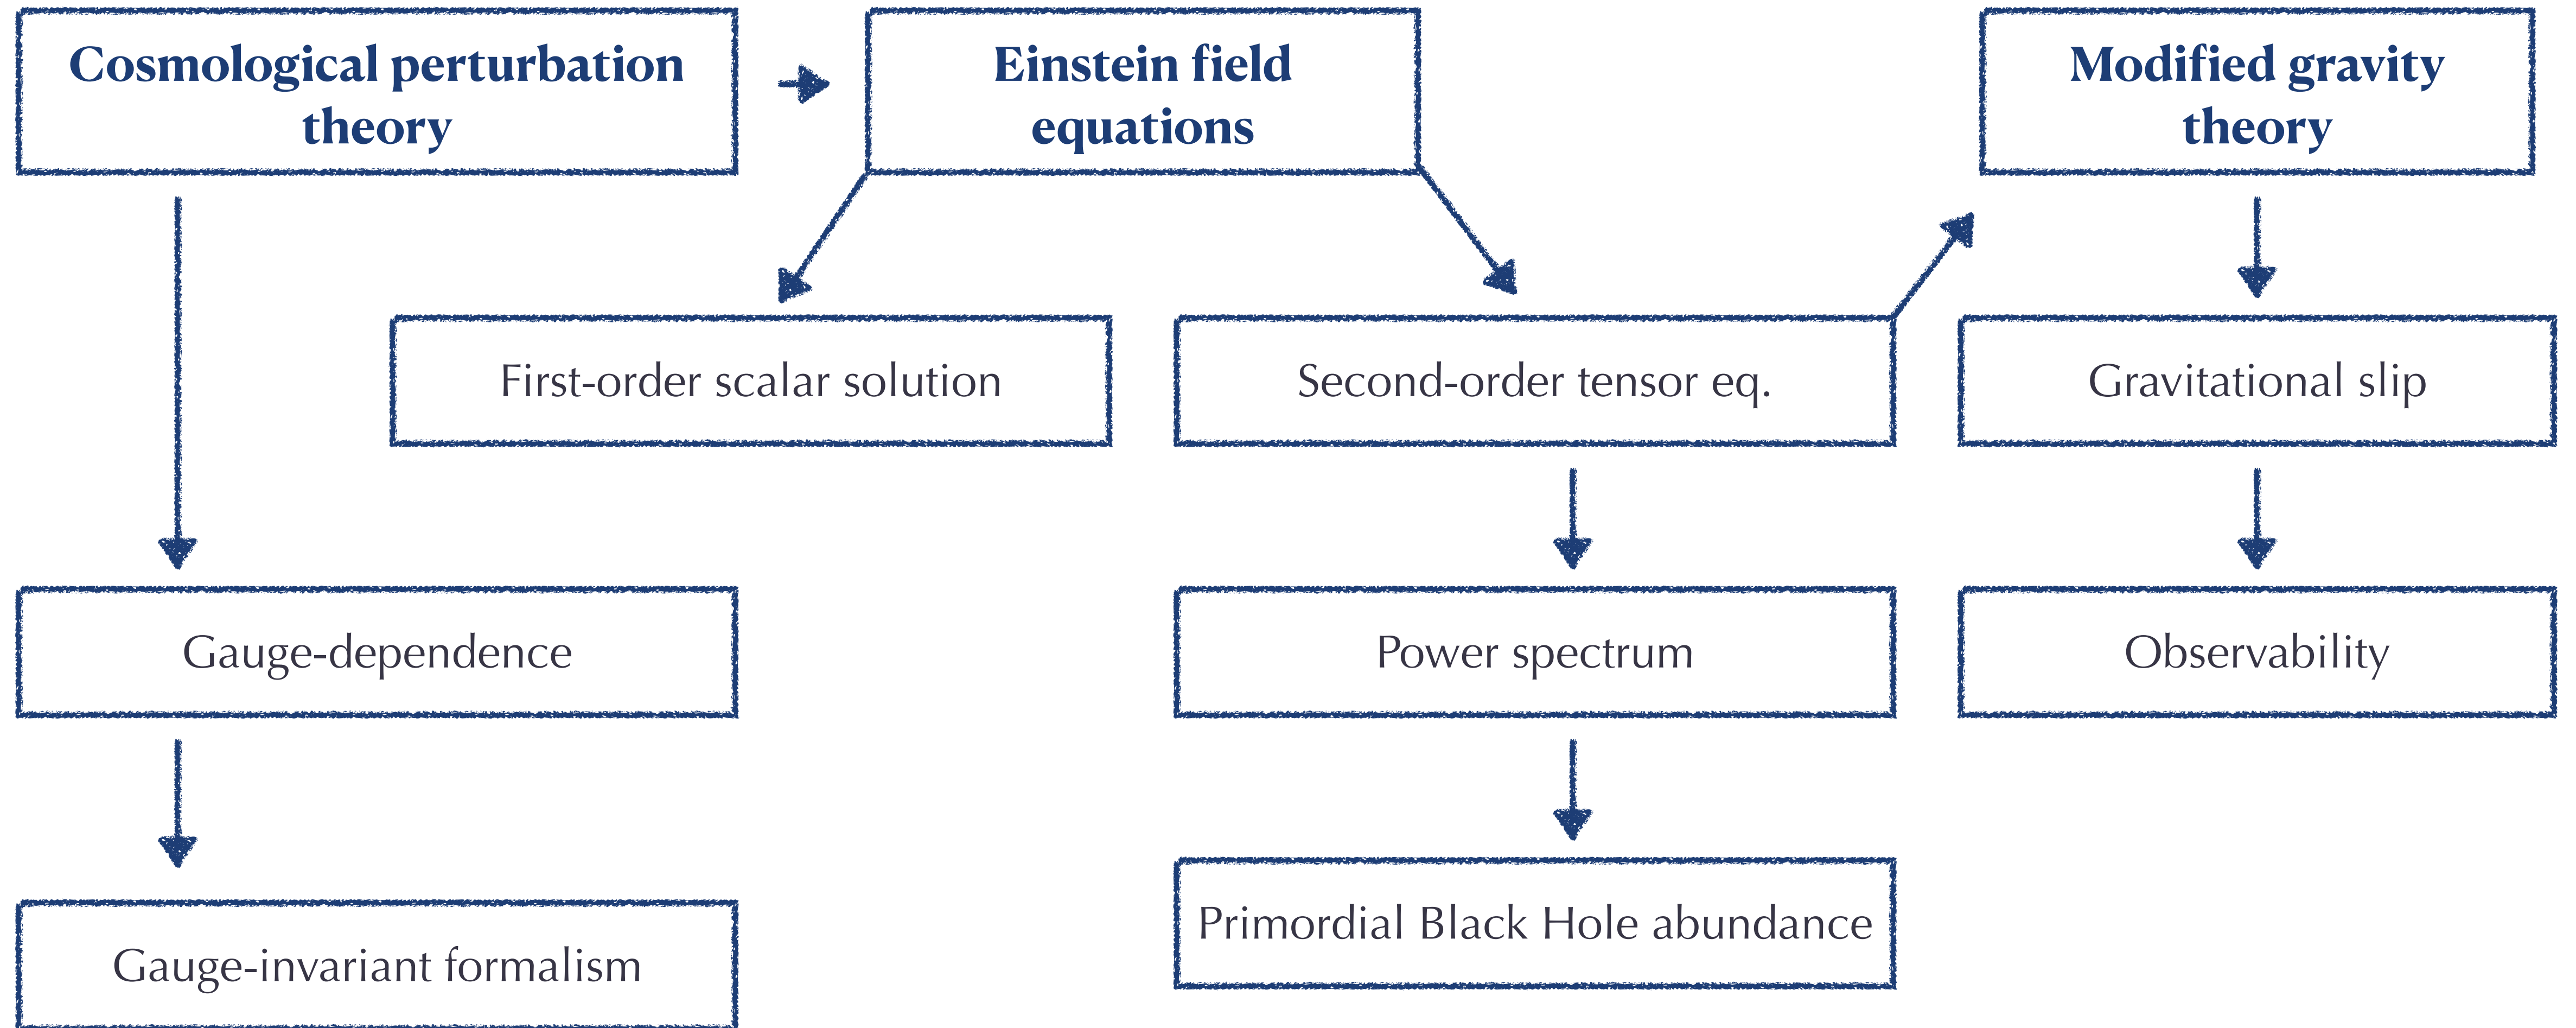 Cosmological perturbation
theory
Einstein field
equations
Modified gravity
theory
First-order scalar solution
Second-order tensor eq.
Gravitational slip
Gauge-dependence
Power spectrum
Observability
Primordial Black Hole abundance
Gauge-invariant formalism